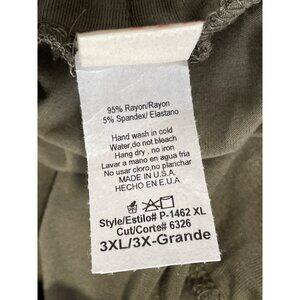 95% Rayon/Rayon
5% Spandex/ Elastano
Hand wash in cold
Water,do not bleach
Hang dry . no iron
Lavar a mano en agua fria
No usar cloro,no planchar
MADE IN U.S.A.
HECHO EN E.U.A
Style/Estilo# P-1462 XL
Cut/Corte# 6326
3XL/3X-Grande